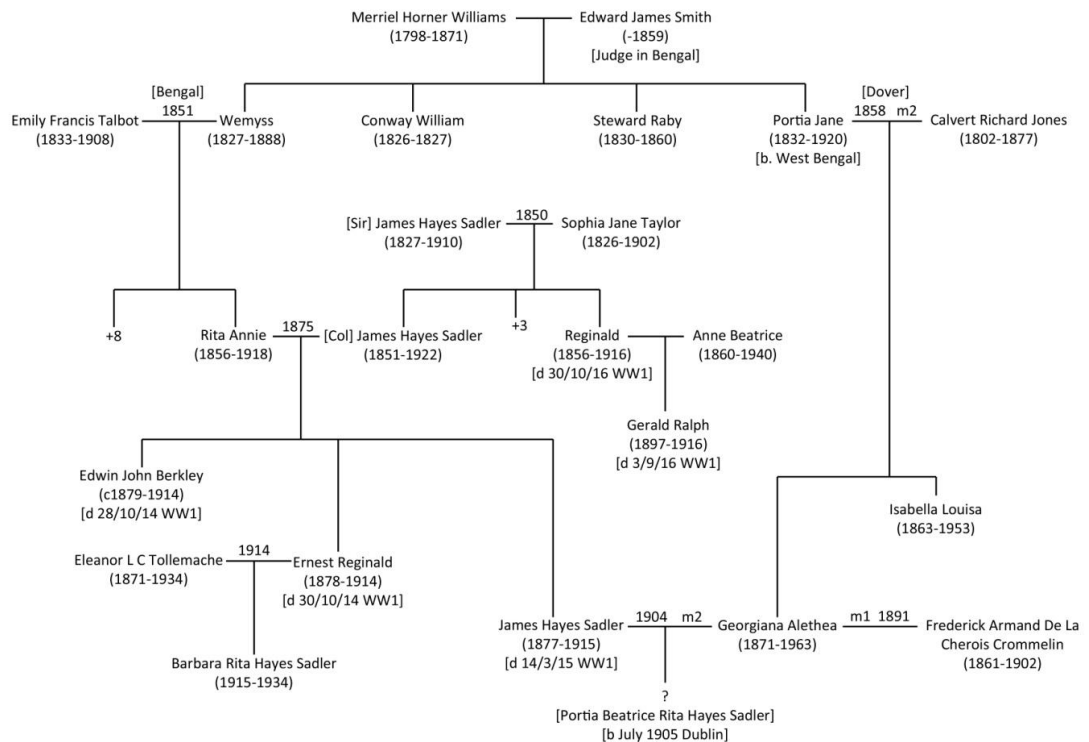 Merriel Horner Williams
(1798-1871)
Edward James Smith
(-1859)
[Judge in Bengal]
Emily Francis Talbot
(1833-1908)
[Bengal]
1851
Wemyss
(1827-1888)
Conway William
(1826-1827)
Steward Raby
(1830-1860)
Portia Jane
(1832-1920)
[b. West Bengal]
[Dover]
1858 m2
Calvert Richard Jones
(1802-1877)
[Sir] James Hayes Sadler
(1827-1910)
1850
Sophia Jane Taylor
(1826-1902)
+8
Rita Annie
(1856-1918)
1875
[Col] James Hayes Sadler
(1851-1922)
+3
Reginald
(1856-1916)
[d 30/10/16 WW1]
Anne Beatrice
(1860-1940)
Gerald Ralph
(1897-1916)
[d 3/9/16 WW1]
Edwin John Berkley
(c1879-1914)
[d 28/10/14 WW1]
Isabella Louisa
(1863-1953)
Eleanor L C Tollemache
(1871-1934)
1914
Ernest Reginald
(1878-1914)
[d 30/10/14 WW1]
James Hayes Sadler
(1877-1915)
[d 14/3/15 WW1]
1904 m2
Georgiana Alethea
(1871-1963)
m1 1891
Frederick Armand De La
Cherois Crommelin
(1861-1902)
Barbara Rita Hayes Sadler
(1915-1934)
?
[Portia Beatrice Rita Hayes Sadler]
[b July 1905 Dublin]